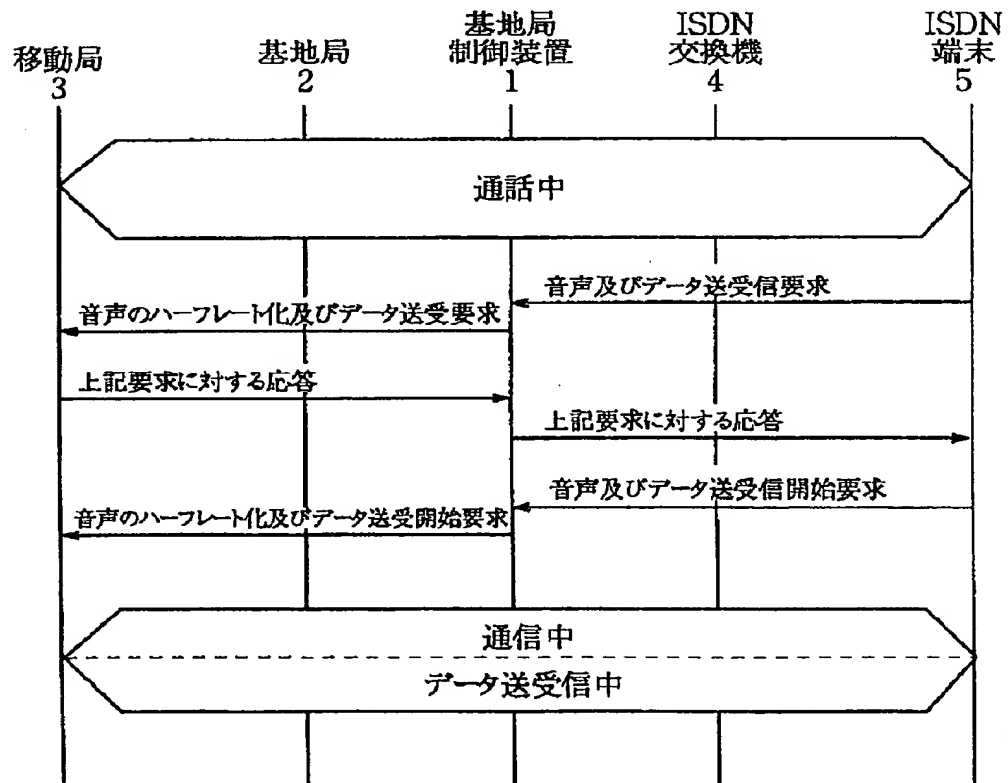 移動局
3
基地局
2
基地局
制御装置
1
ISDN
交換機
4
ISDN
端末
5
通話中
音声及びデータ送受信要求
音声のハーフレート化及びデータ送受要求
上記要求に対する応答
上記要求に対する応答
音声及びデータ送受信開始要求
音声のハーフレート化及びデータ送受開始要求
通信中
データ送受信中